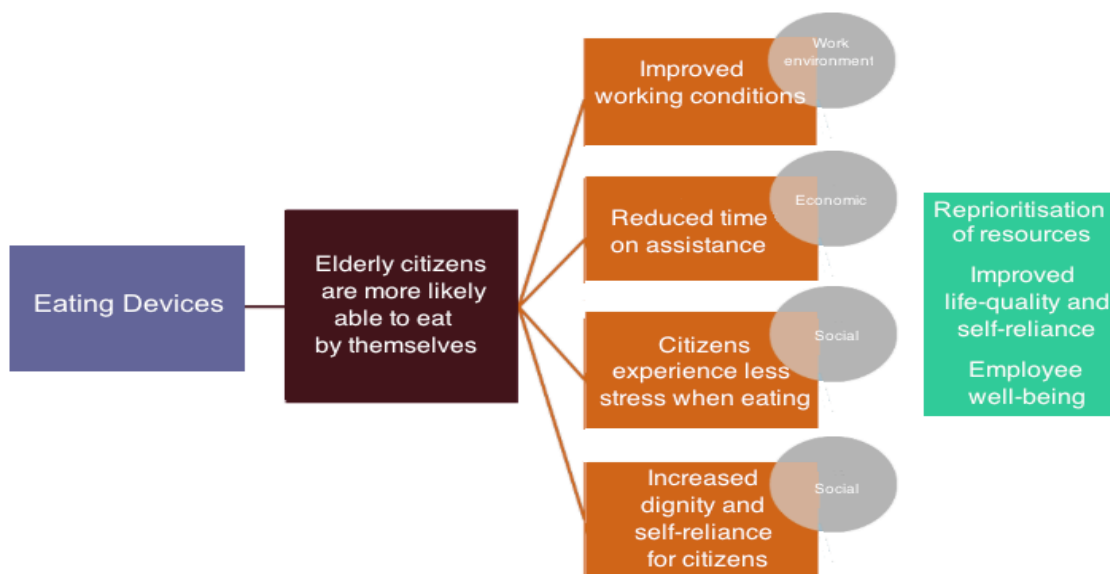 Eating Devices
Elderly citizens
are more likely
able to eat
by themselves
Improved
working conditions
Work
environment
Reduced time
on assistance
Economic
Citizens
experience less
stress when eating
Social
Increased
dignity and
self-reliance
for citizens
Social
Reprioritisation
of resources
Improved
life-quality and
self-reliance
Employee
well-being